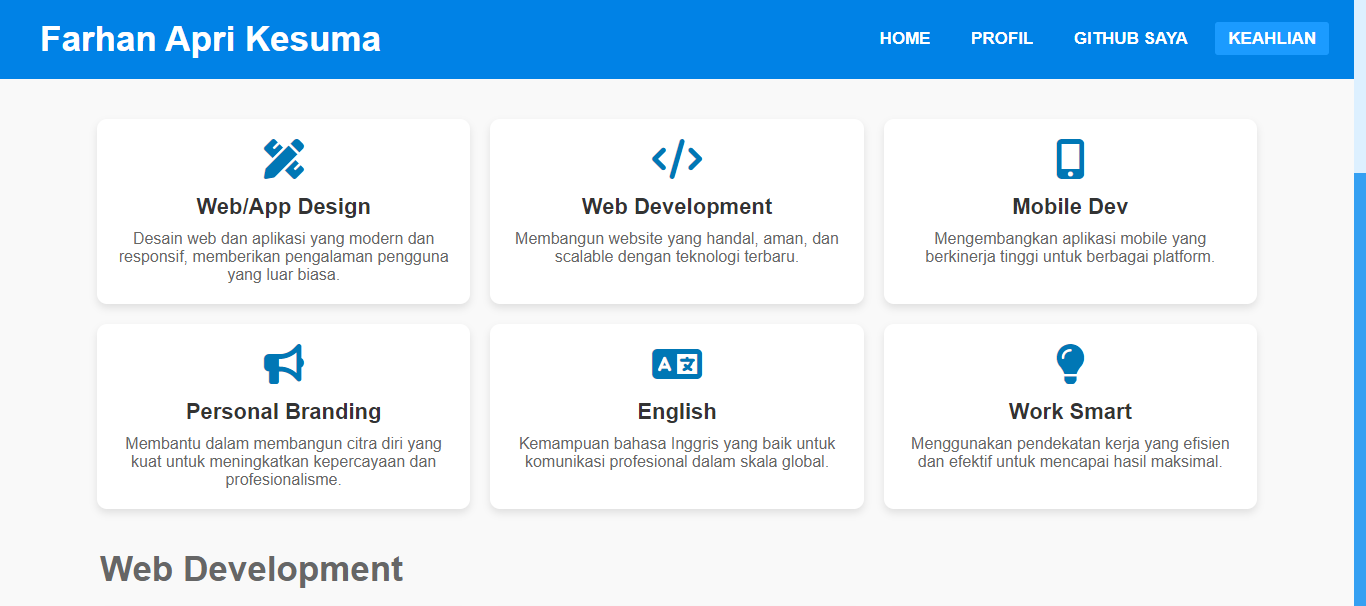 Farhan Apri Kesuma
HOME
PROFIL
GITHUB SAYA
KEAHLIAN
Web/App Design
Desain web dan aplikasi yang modern dan
responsif, memberikan pengalaman pengguna
yang luar biasa.
Web Development
Membangun website yang handal, aman, dan
scalable dengan teknologi terbaru.
Mobile Dev
Mengembangkan aplikasi mobile yang
berkinerja tinggi untuk berbagai platform.
Personal Branding
Membantu dalam membangun citra diri yang
kuat untuk meningkatkan kepercayaan dan
profesionalisme.
A 文
English
Kemampuan bahasa Inggris yang baik untuk
komunikasi profesional dalam skala global.
Work Smart
Menggunakan pendekatan kerja yang efisien
dan efektif untuk mencapai hasil maksimal.
Web Development